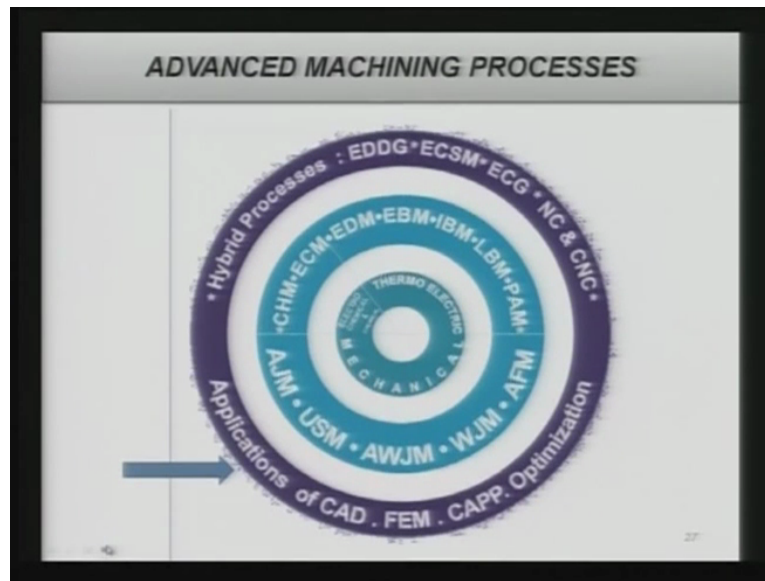 ADVANCED MACHINING PROCESSES
* Hybrid Processes : EDDG*ECSM*ECG*NC & CNC*
Applications of CAD . FEM . CAPP. Optimization
*CHM*ECM*EDM*EBM*IBM*LBM*PAM*
AJM • USM • AWJM • WJM • AFM
THERMO ELECTRIC
MECHANICAL
27